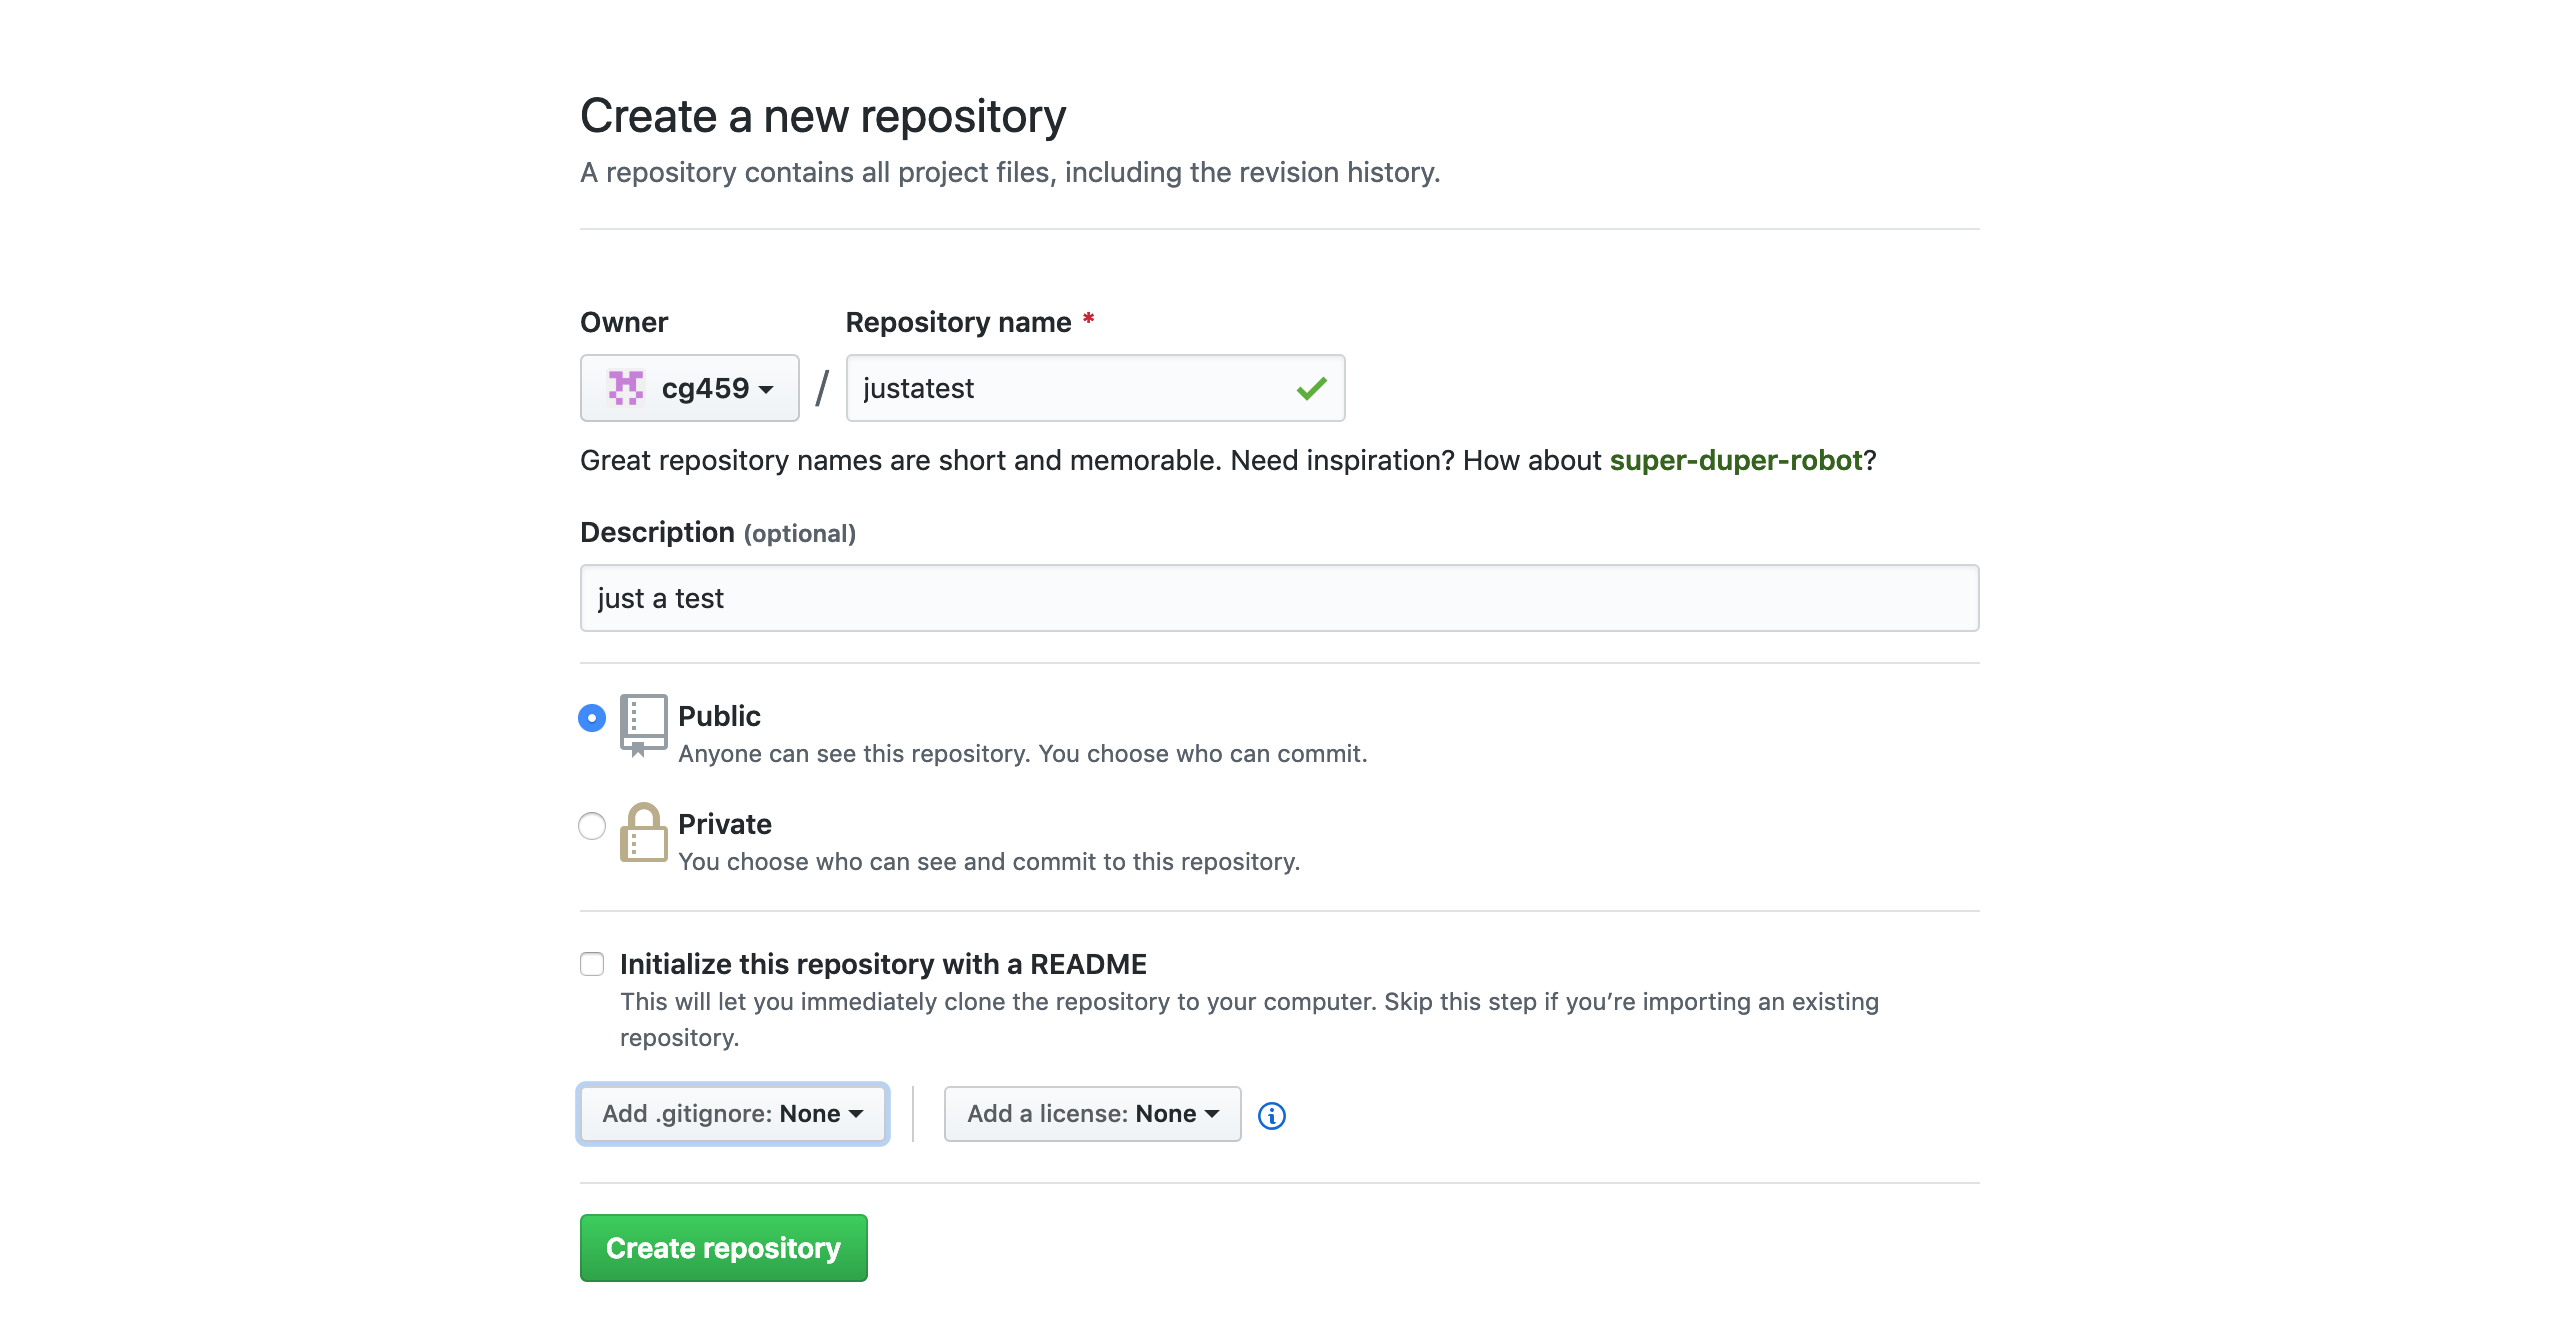 Create a new repository
A repository contains all project files, including the revision history.
Owner
Repository name *
cg459 / justatest
Great repository names are short and memorable. Need inspiration? How about super-duper-robot?
Description (optional)
just a test
Public
Anyone can see this repository. You choose who can commit.
Private
You choose who can see and commit to this repository.
Initialize this repository with a README
This will let you immediately clone the repository to your computer. Skip this step if you’re importing an existing
repository.
Add .gitignore: None
Add a license: None
Create repository